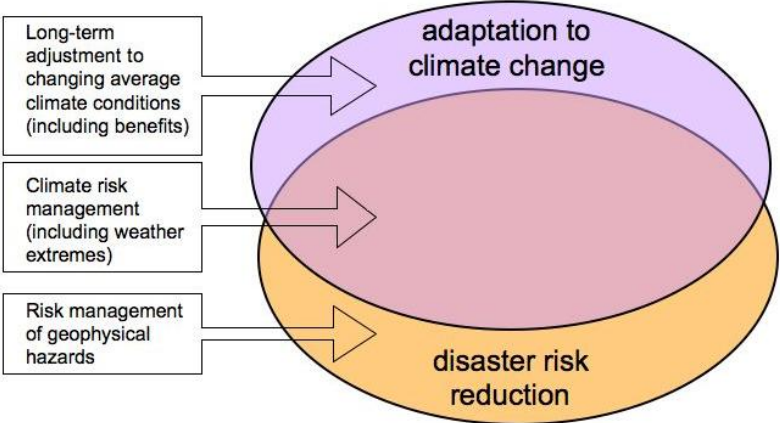 Long-term
adjustment to
changing average
climate conditions
(including benefits)
adaptation to
climate change
Climate risk
management
(including weather
extremes)
Risk management
of geophysical
hazards
disaster risk
reduction